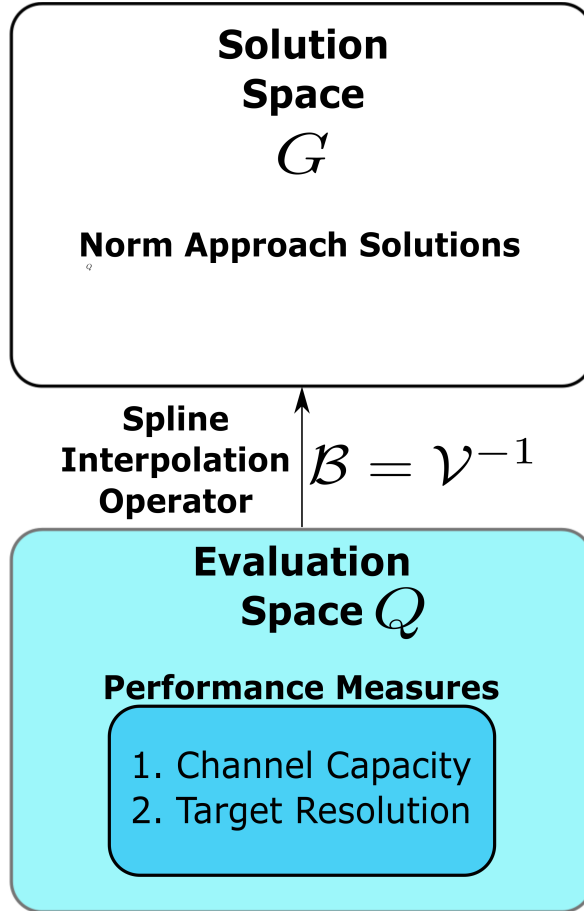 Solution
Space
G
Norm Approach Solutions
Q
Spline
Interpolation
Operator
ℬ = 𝒱⁻¹
Evaluation
Space Q
Performance Measures
1. Channel Capacity
2. Target Resolution